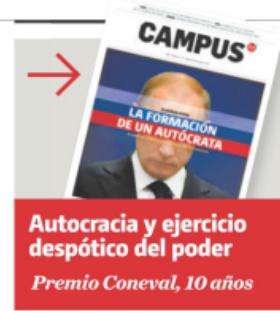 CAMPUS
LA FORMACIÓN
DE UN AUTÓCRATA
Autocracia y ejercicio
despótico del poder
Premio Coneval, 10 años